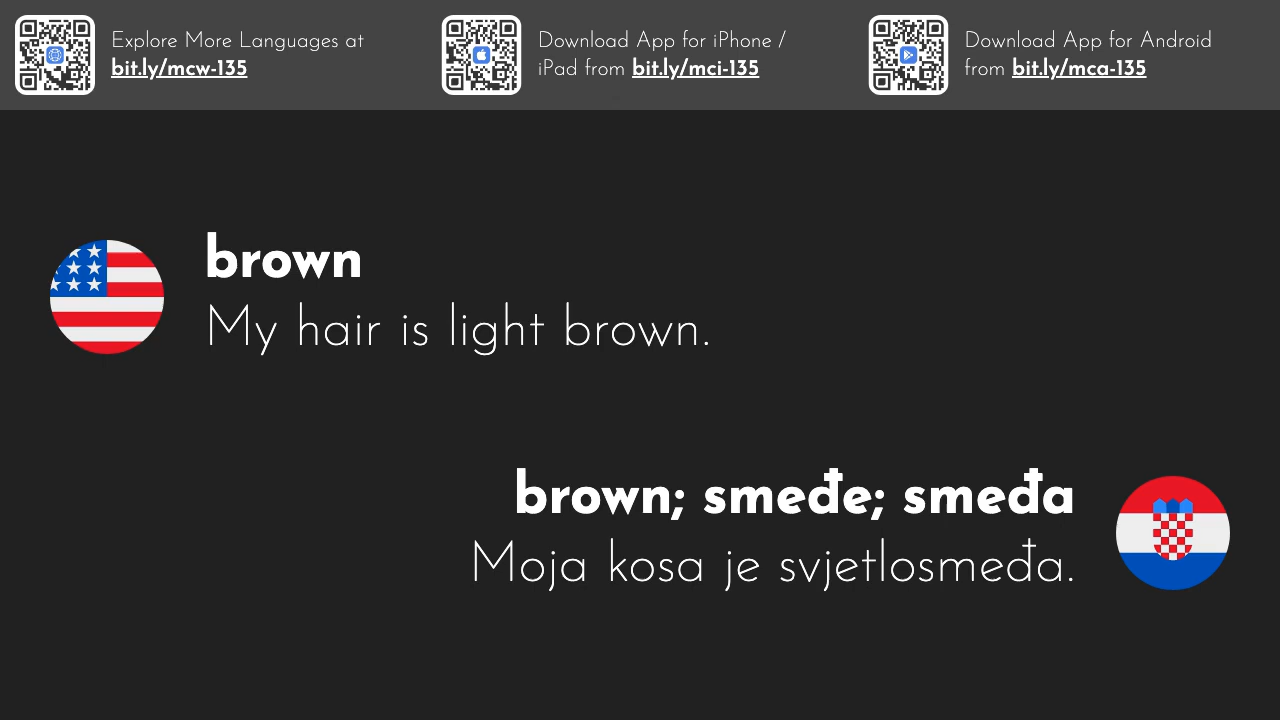 Explore More Languages at
bit.ly/mcw-135
Download App for iPhone /
iPad from bit.ly/mci-135
Download App for Android
from bit.ly/mca-135
brown
My hair is light brown.
brown; smeđe; smeđa
Moja kosa je svjetlosmeđa.